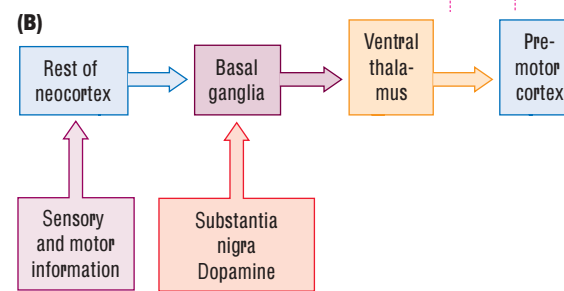 (B)
Rest of
neocortex
Basal
ganglia
Ventral
thala-
mus
Pre-
motor
cortex
Sensory
and motor
information
Substantia
nigra
Dopamine